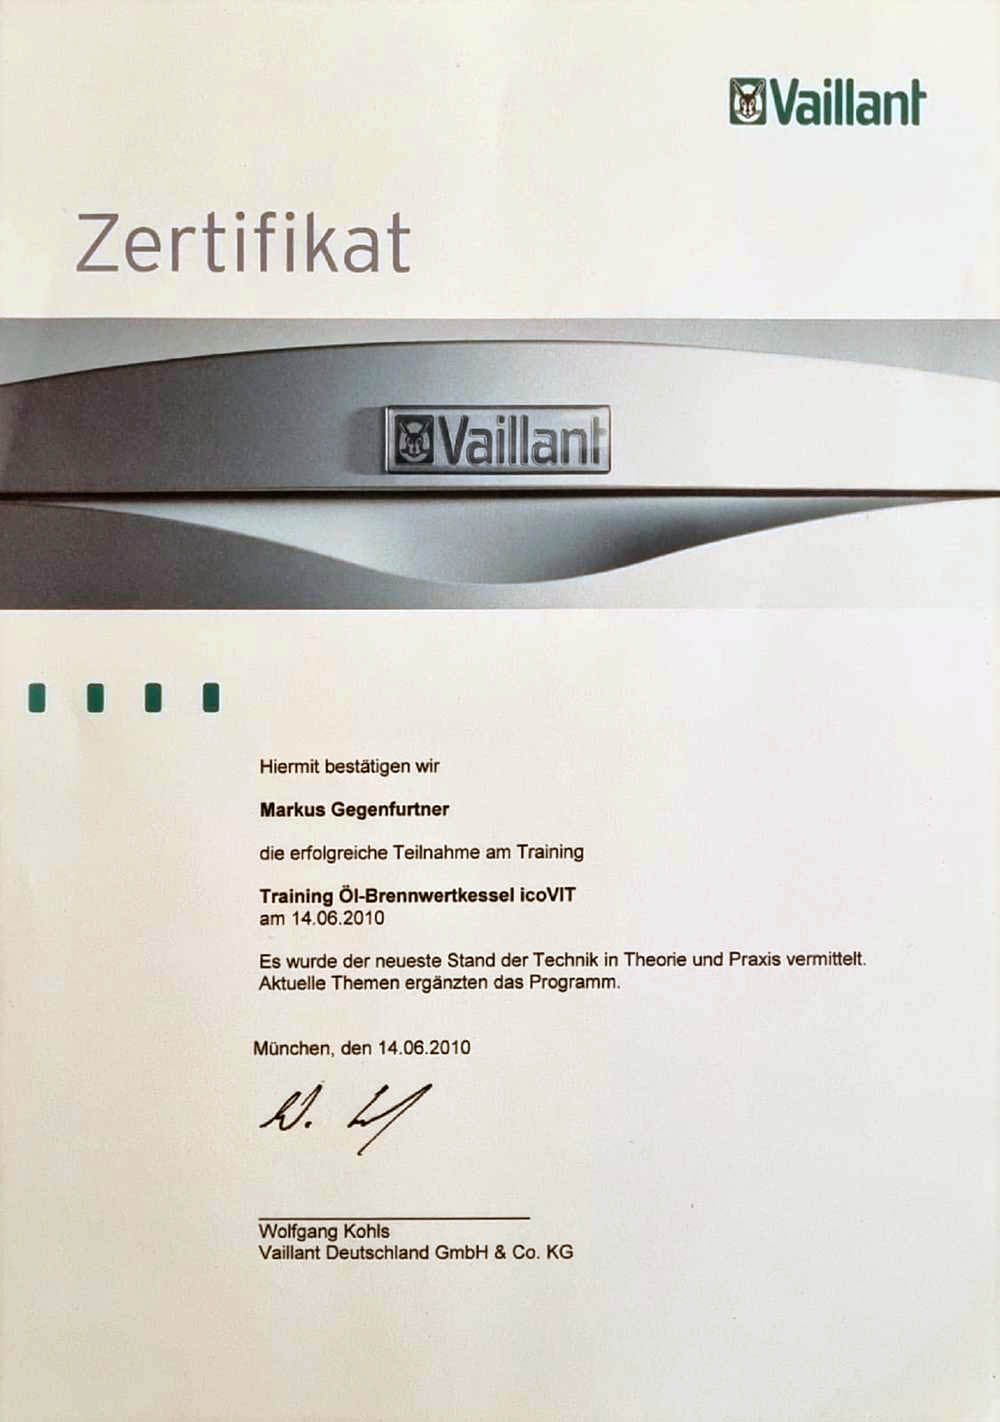 Vaillant
Zertifikat
Vaillant
Hiermit bestätigen wir
Markus Gegenfurtner
die erfolgreiche Teilnahme am Training
Training Öl-Brennwertkessel icoVIT
am 14.06.2010
Es wurde der neueste Stand der Technik in Theorie und Praxis vermittelt.
Aktuelle Themen ergänzten das Programm.
München, den 14.06.2010
Wolfgang Kohls
Vaillant Deutschland GmbH & Co. KG